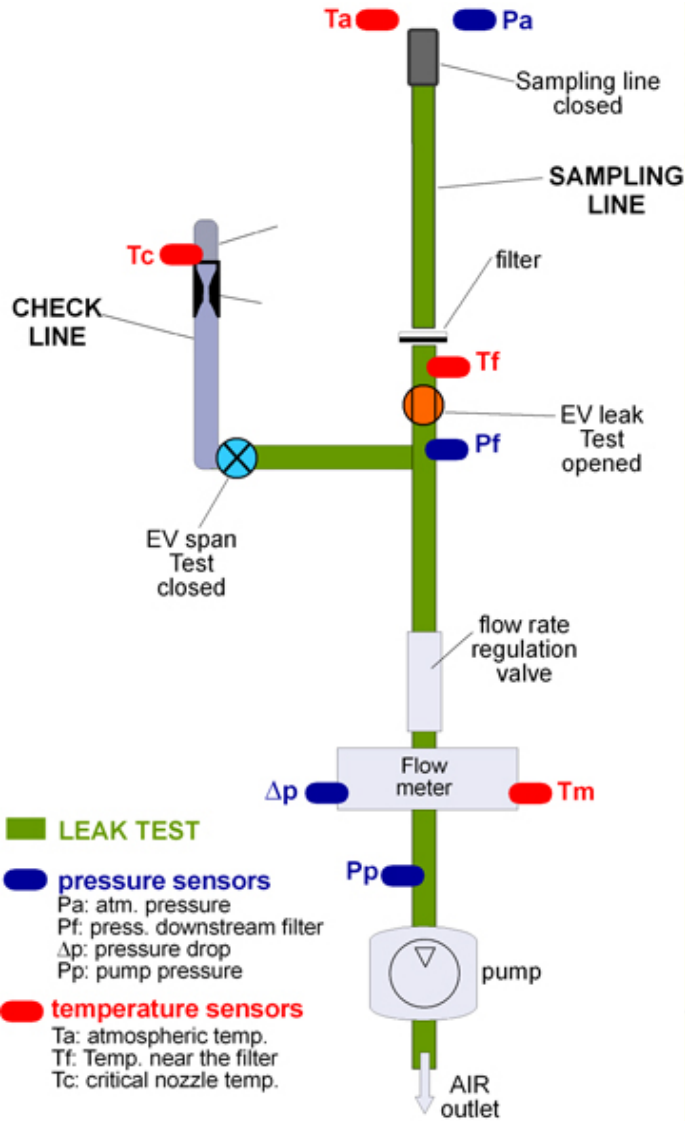 Ta
Pa
Sampling line
closed
SAMPLING
LINE
Tc
filter
CHECK
LINE
Tf
EV leak
Test
opened
Pf
EV span
Test
closed
flow rate
regulation
valve
Flow
meter
Δp
Tm
LEAK TEST
Pp
pressure sensors
Pa: atm. pressure
Pf: press. downstream filter
Δp: pressure drop
Pp: pump pressure
pump
temperature sensors
Ta: atmospheric temp.
Tf: Temp. near the filter
Tc: critical nozzle temp.
AIR
outlet